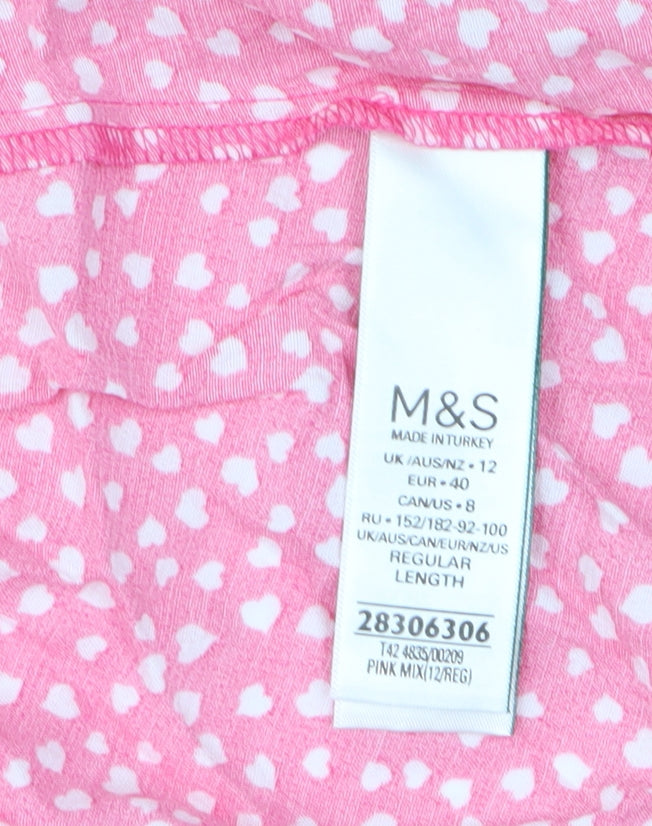 M&S
MADE IN TURKEY
UK /AUS/NZ • 12
EUR • 40
CAN/US • 8
RU • 152/182-92-100
UK/AUS/CAN/EUR/NZ/US
REGULAR
LENGTH
28306306
T42 4835/00209
PINK MIX(12/REG)